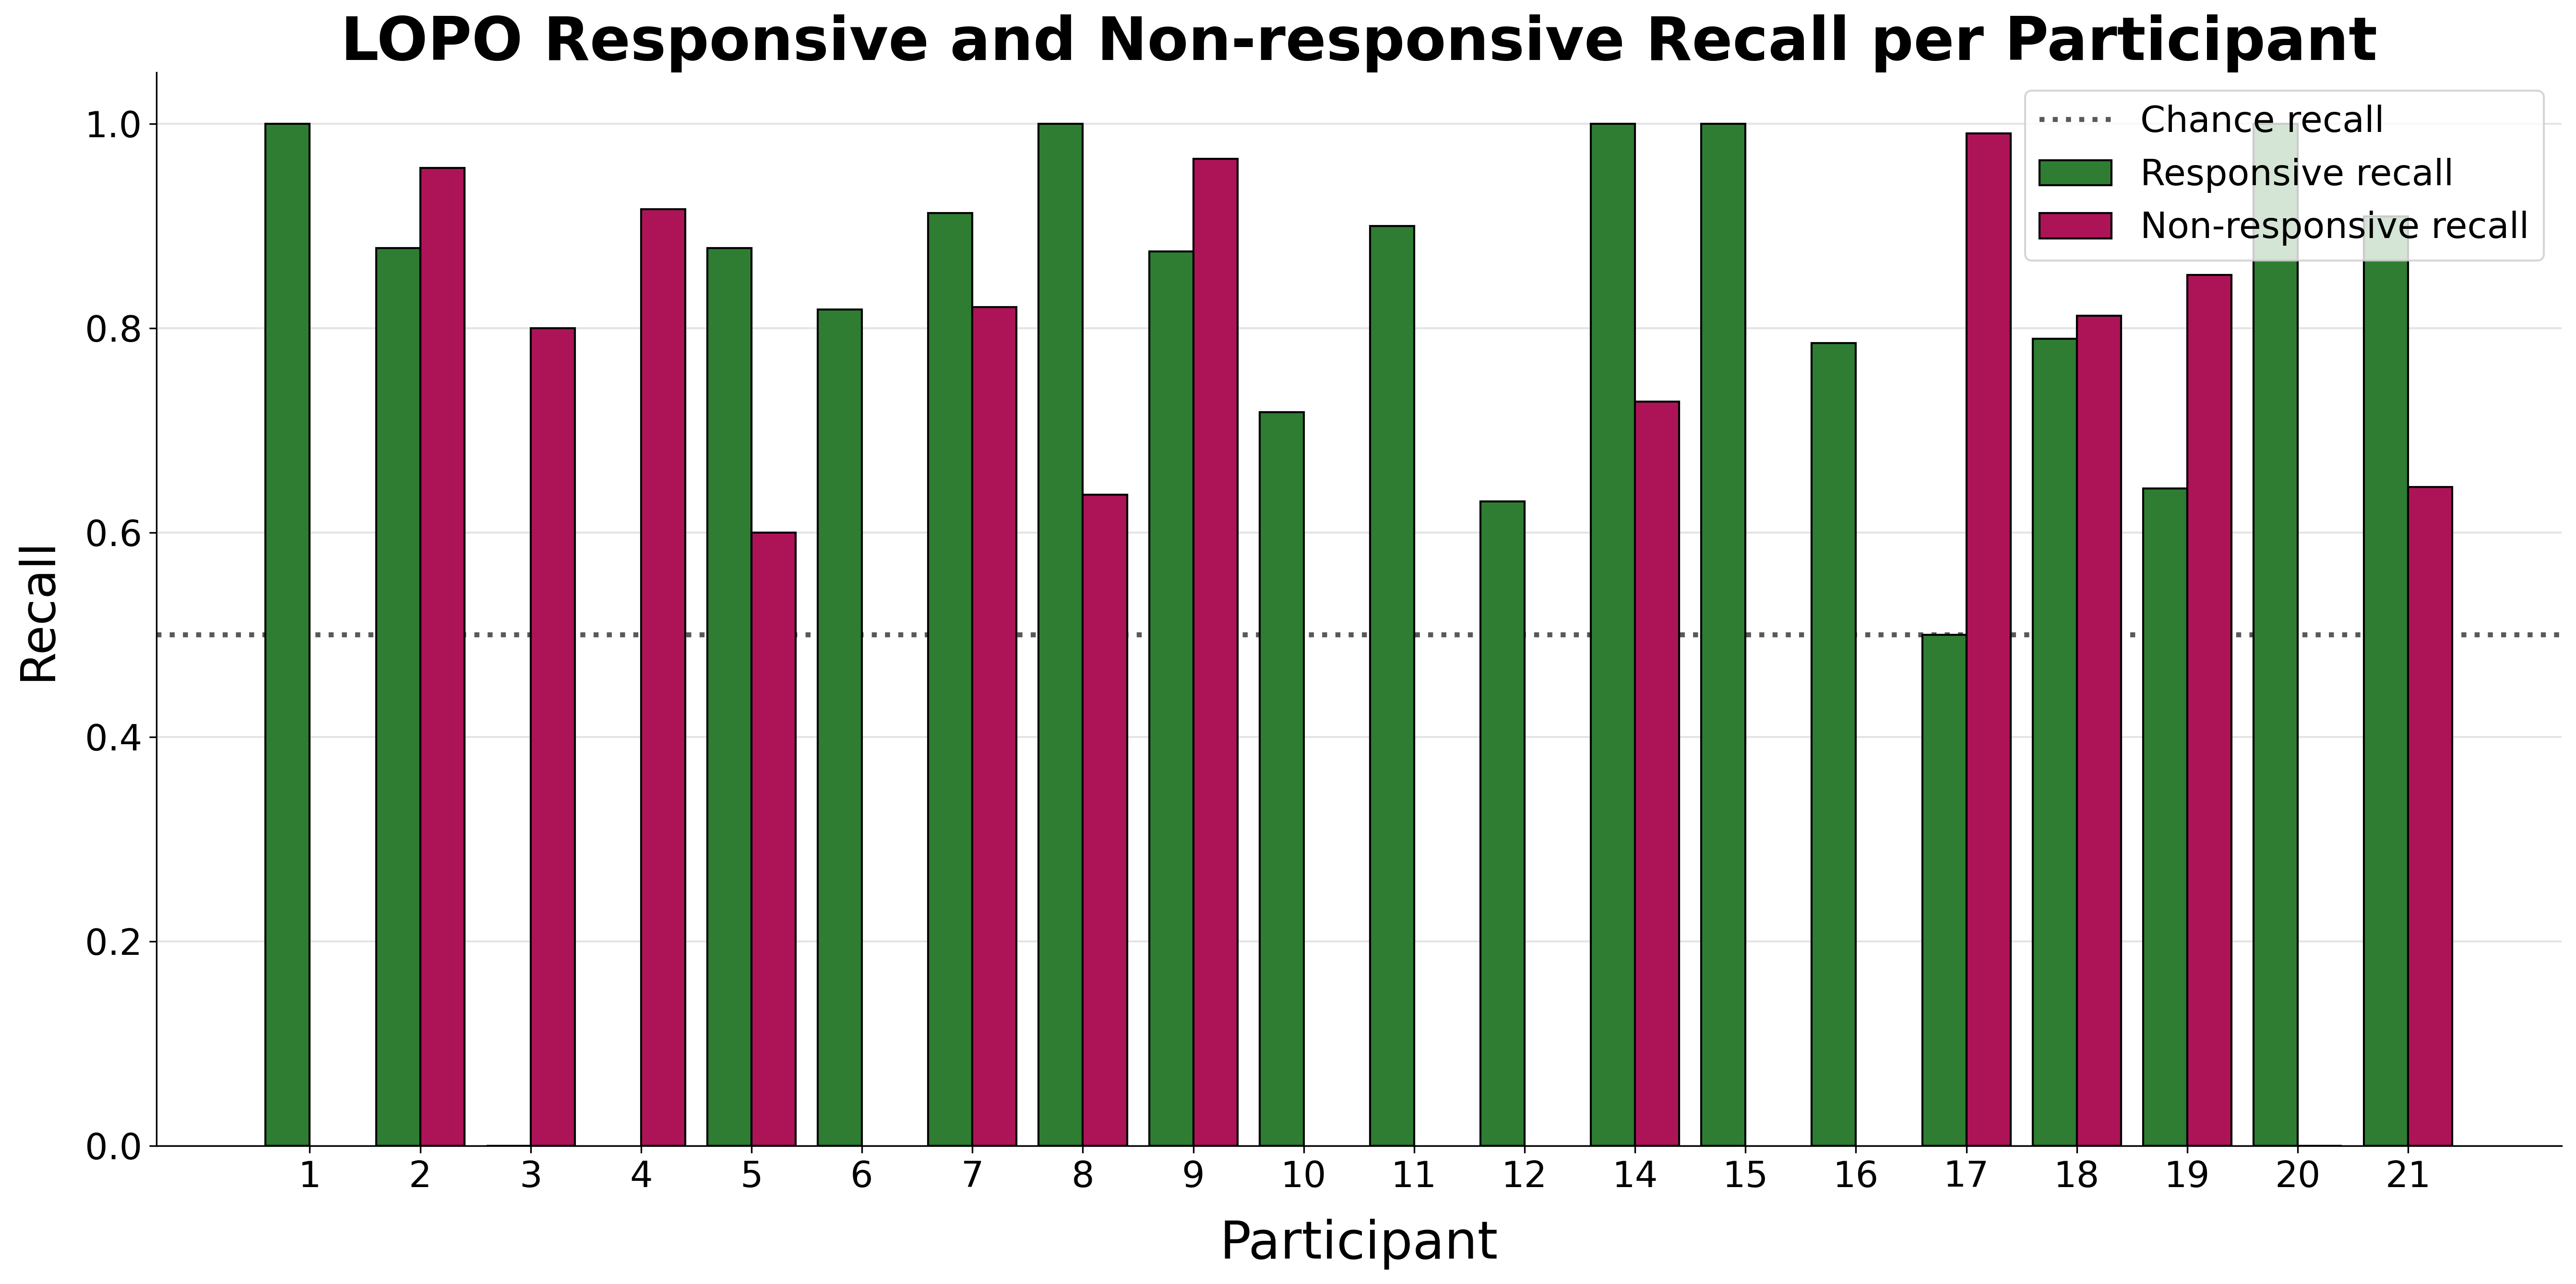 LOPO Responsive and Non-responsive Recall per Participant
Chance recall
Responsive recall
Non-responsive recall
1.0
0.8
0.6
0.4
0.2
0.0
Recall
1 2 3 4 5 6 7 8 9 10 11 12 14 15 16 17 18 19 20 21
Participant